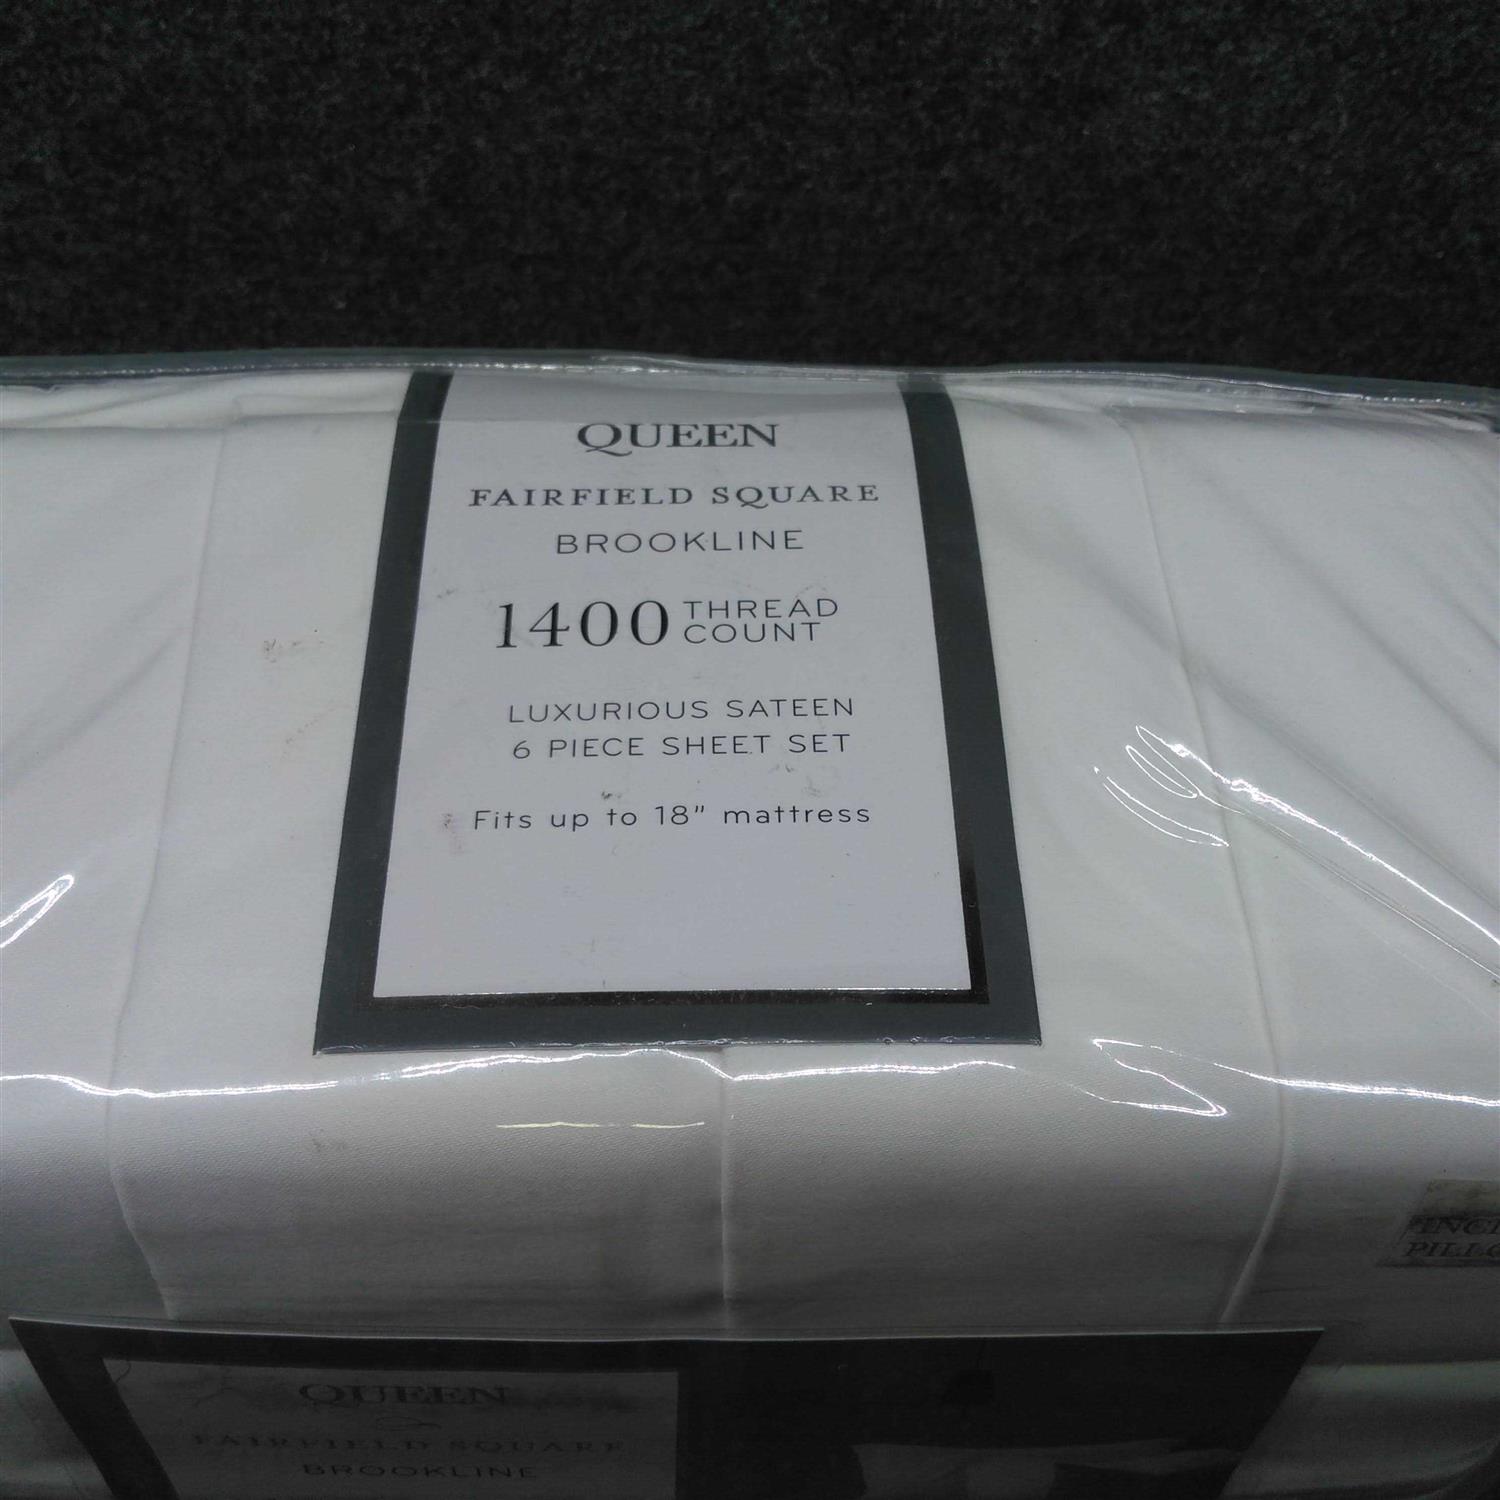 QUEEN
FAIRFIELD SQUARE
BROOKLINE
1400 THREAD
COUNT
LUXURIOUS SATEEN
6 PIECE SHEET SET
Fits up to 18" mattress
QUEEN
FAIRFIELD SQUARE
BROOKLINE